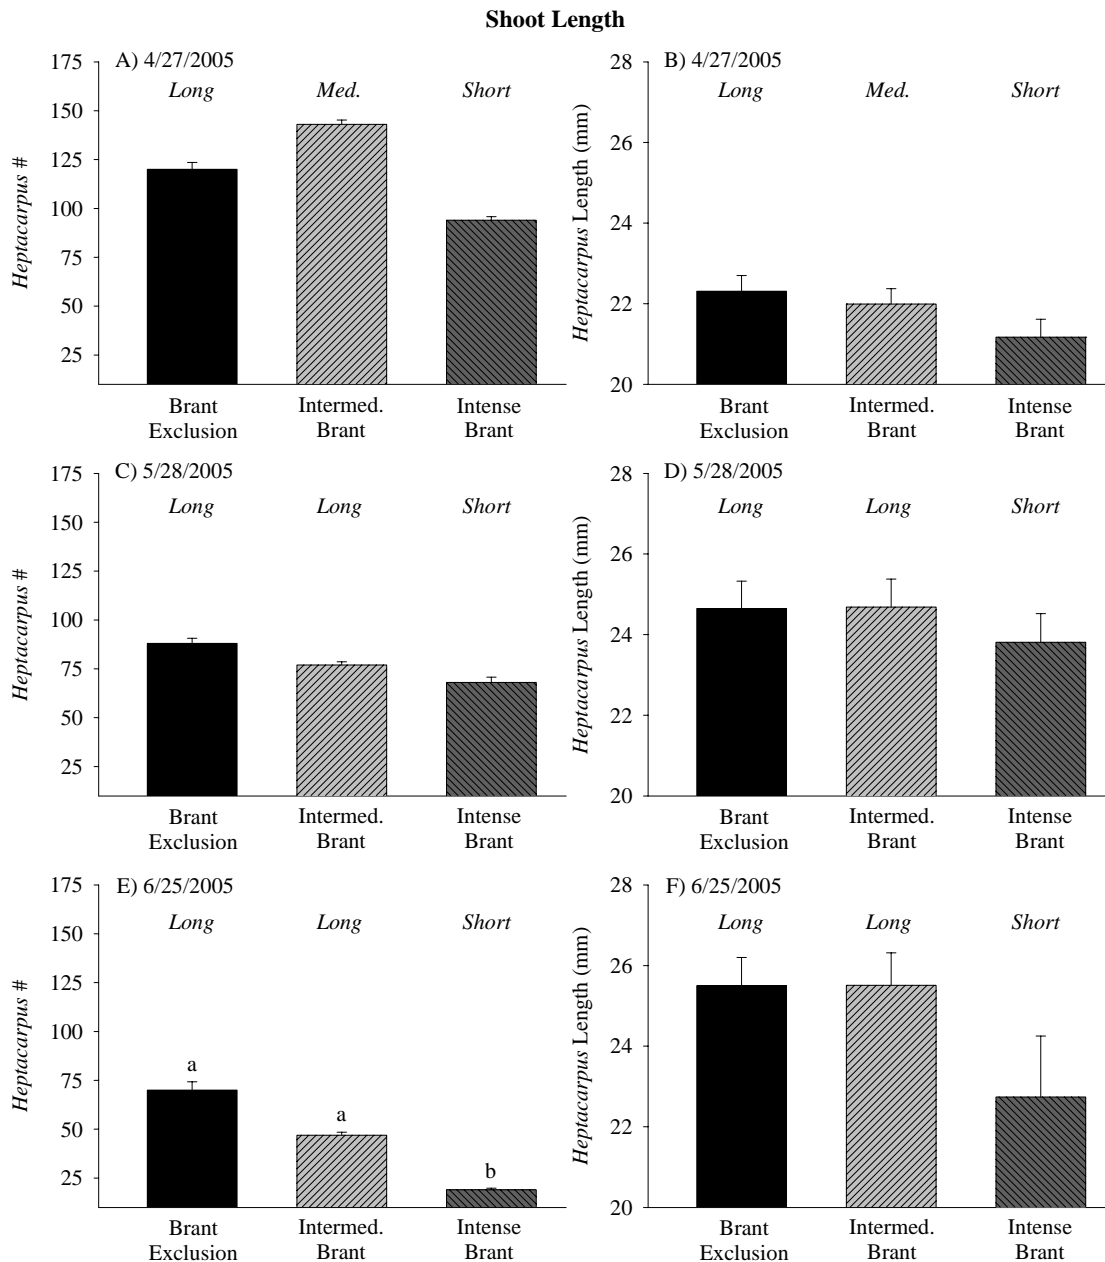 Shoot Length
A) 4/27/2005
Long Med. Short
Heptacarpus #
175
150
125
100
75
50
25
Brant Intermed. Intense
Exclusion Brant Brant
B) 4/27/2005
Long Med. Short
Heptacarpus Length (mm)
28
26
24
22
20
Brant Intermed. Intense
Exclusion Brant Brant
C) 5/28/2005
Long Long Short
Heptacarpus #
175
150
125
100
75
50
25
Brant Intermed. Intense
Exclusion Brant Brant
D) 5/28/2005
Long Long Short
Heptacarpus Length (mm)
28
26
24
22
20
Brant Intermed. Intense
Exclusion Brant Brant
E) 6/25/2005
Long Long Short
Heptacarpus #
175
150
125
100
75
50
25
a
a
b
Brant Intermed. Intense
Exclusion Brant Brant
F) 6/25/2005
Long Long Short
Heptacarpus Length (mm)
28
26
24
22
20
Brant Intermed. Intense
Exclusion Brant Brant